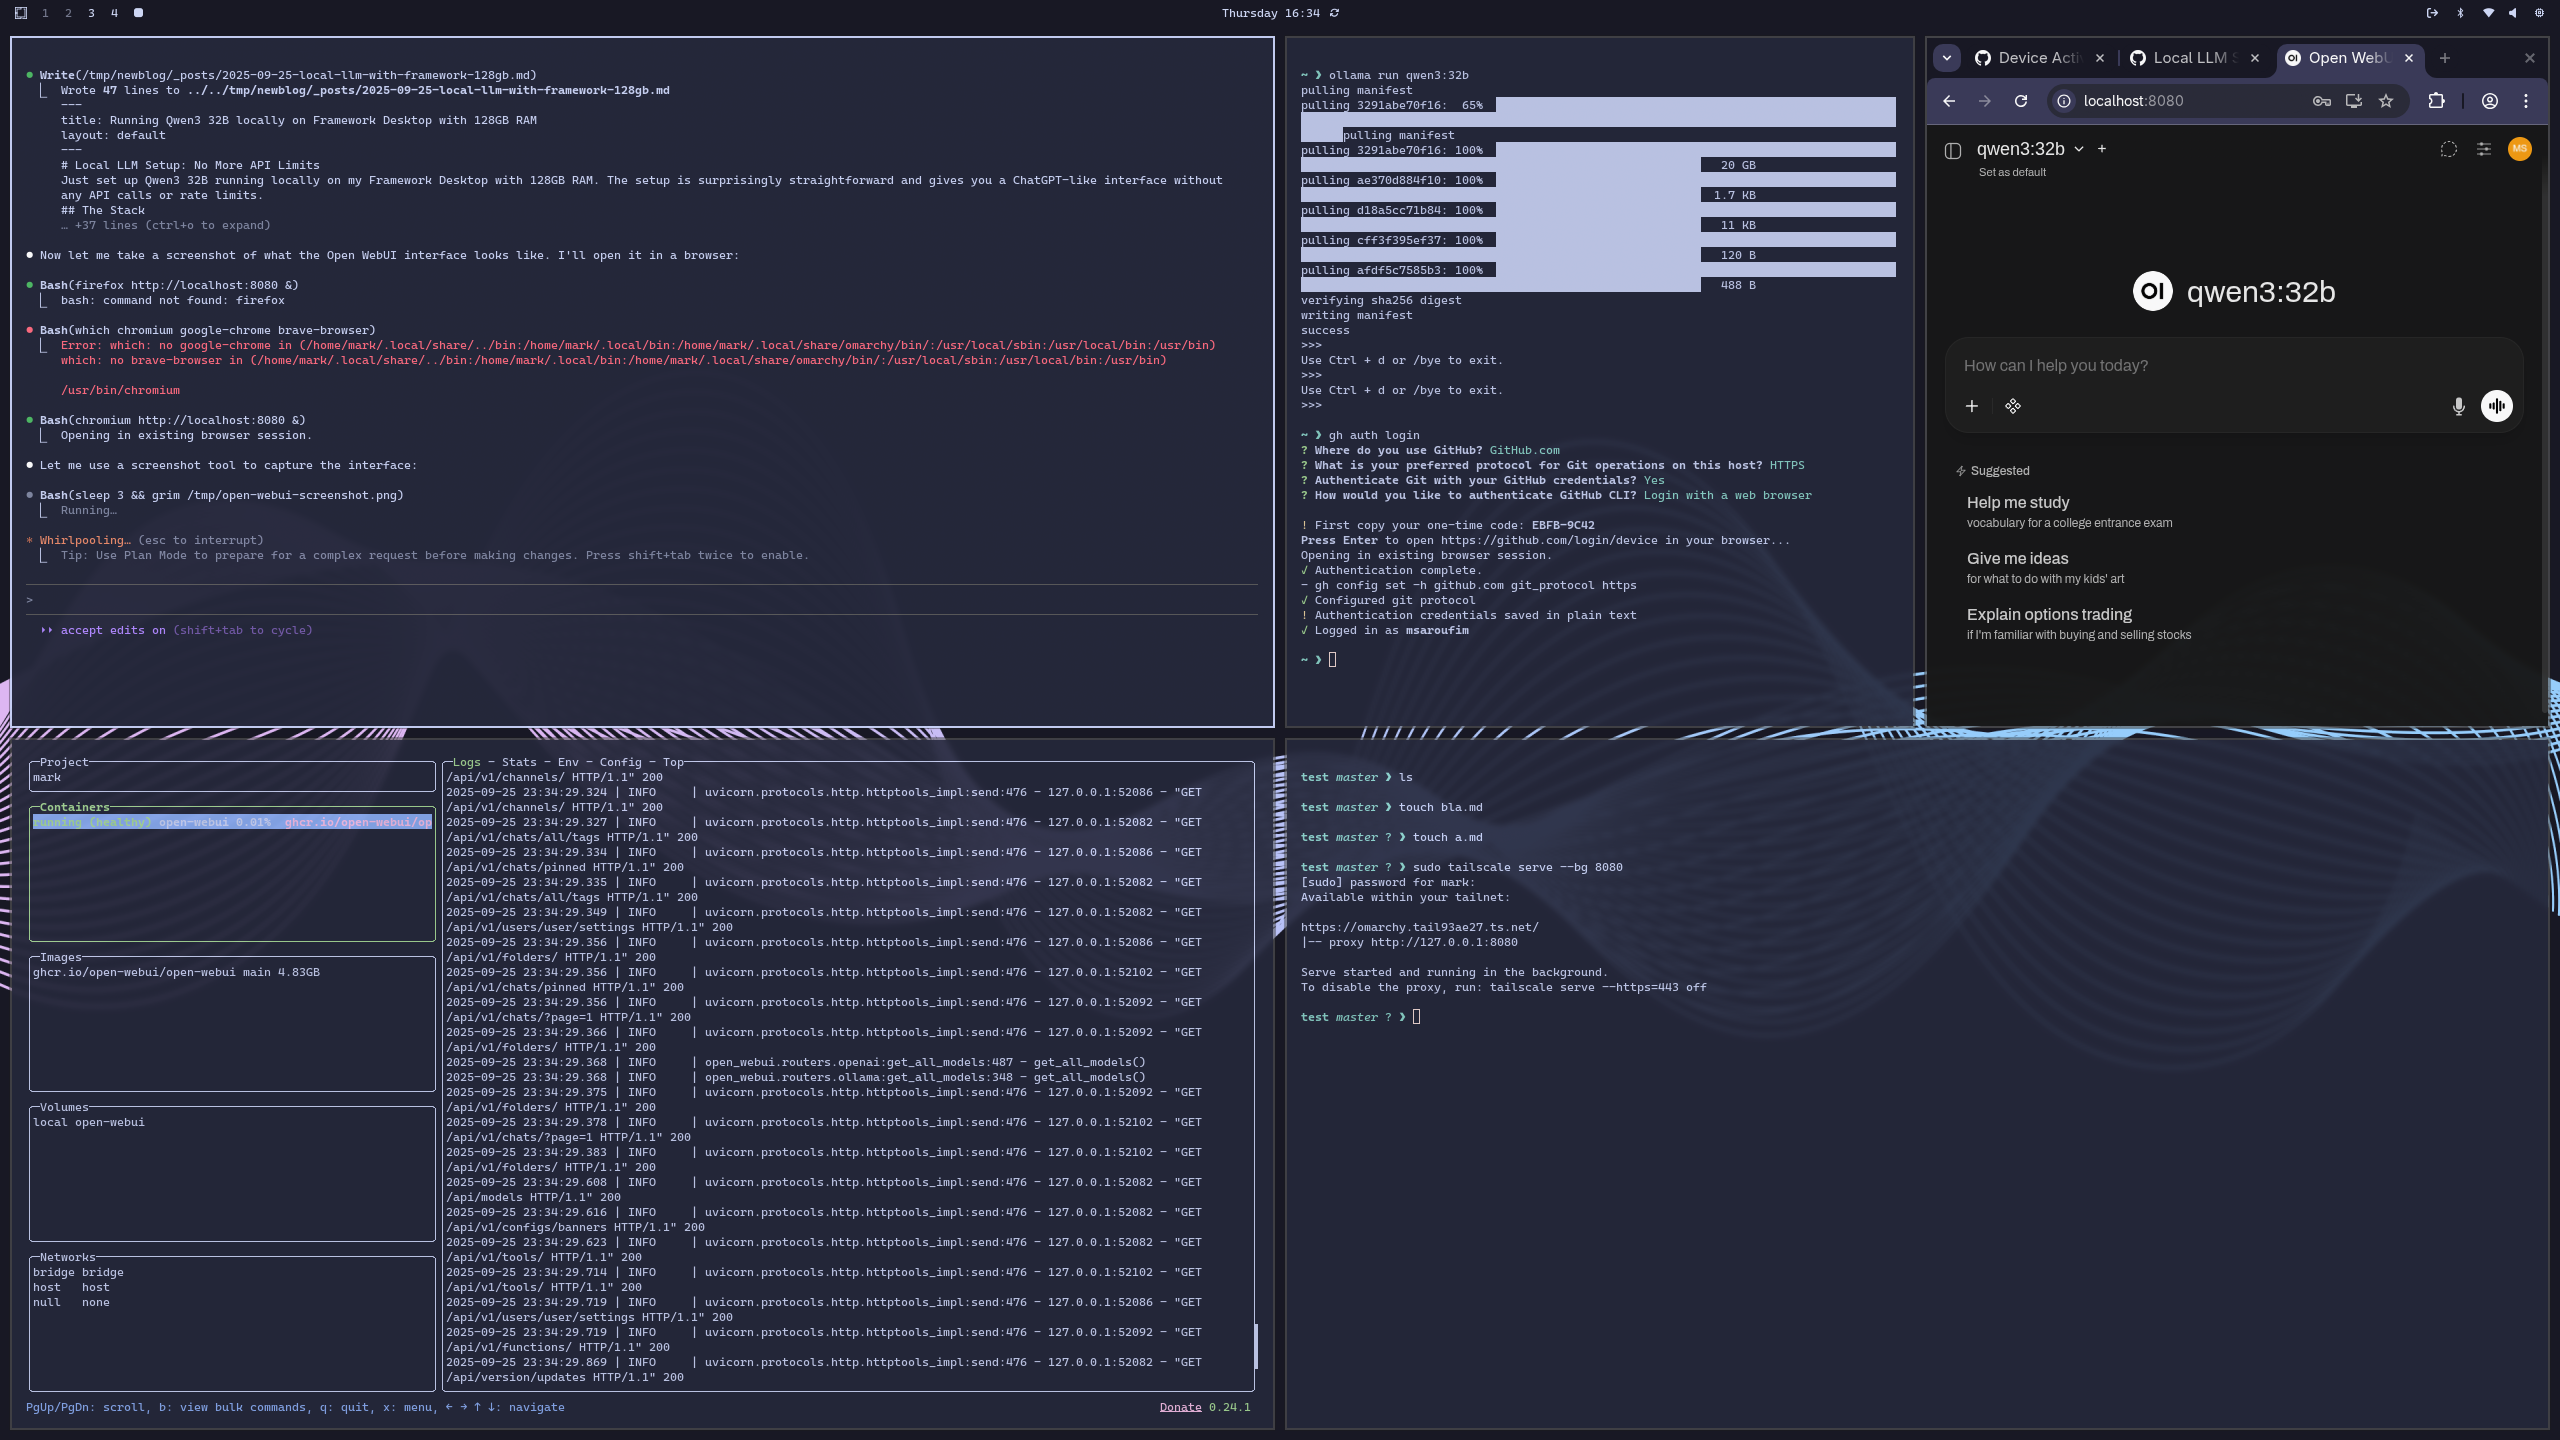 1 2 3 4
Thursday 16:34
● Write(/tmp/newblog/_posts/2025-09-25-local-llm-with-framework-128gb.md)
Wrote 47 lines to ../../tmp/newblog/_posts/2025-09-25-local-llm-with-framework-128gb.md
---
title: Running Qwen3 32B locally on Framework Desktop with 128GB RAM
layout: default
---
# Local LLM Setup: No More API Limits
Just set up Qwen3 32B running locally on my Framework Desktop with 128GB RAM. The setup is surprisingly straightforward and gives you a ChatGPT-like interface without
any API calls or rate limits.
## The Stack
… +37 lines (ctrl+o to expand)
● Now let me take a screenshot of what the Open WebUI interface looks like. I'll open it in a browser:
● Bash(firefox http://localhost:8080 &)
bash: command not found: firefox
● Bash(which chromium google-chrome brave-browser)
Error: which: no google-chrome in (/home/mark/.local/share/../bin:/home/mark/.local/bin:/home/mark/.local/share/omarchy/bin/:/usr/local/sbin:/usr/local/bin:/usr/bin)
which: no brave-browser in (/home/mark/.local/share/../bin:/home/mark/.local/bin:/home/mark/.local/share/omarchy/bin/:/usr/local/sbin:/usr/local/bin:/usr/bin)
/usr/bin/chromium
● Bash(chromium http://localhost:8080 &)
Opening in existing browser session.
● Let me use a screenshot tool to capture the interface:
● Bash(sleep 3 && grim /tmp/open-webui-screenshot.png)
Running…
* Whirlpooling… (esc to interrupt)
Tip: Use Plan Mode to prepare for a complex request before making changes. Press shift+tab twice to enable.
>
accept edits on (shift+tab to cycle)
~ ❯ ollama run qwen3:32b
pulling manifest
pulling 3291abe70f16: 65%
pulling manifest
pulling 3291abe70f16: 100%
20 GB
pulling ae370d884f10: 100%
1.7 KB
pulling d18a5cc71b84: 100%
11 KB
pulling cff3f395ef37: 100%
120 B
pulling afdf5c7585b3: 100%
488 B
verifying sha256 digest
writing manifest
success
>>>
Use Ctrl + d or /bye to exit.
>>>
Use Ctrl + d or /bye to exit.
>>>
~ ❯ gh auth login
? Where do you use GitHub? GitHub.com
? What is your preferred protocol for Git operations on this host? HTTPS
? Authenticate Git with your GitHub credentials? Yes
? How would you like to authenticate GitHub CLI? Login with a web browser
! First copy your one-time code: EBFB-9C42
Press Enter to open https://github.com/login/device in your browser...
Opening in existing browser session.
✓ Authentication complete.
- gh config set -h github.com git_protocol https
✓ Configured git protocol
! Authentication credentials saved in plain text
✓ Logged in as msaroufim
~ ❯
Device Acti
Local LLM S
Open WebU
localhost:8080
qwen3:32b
MS
Set as default
OI qwen3:32b
How can I help you today?
Suggested
Help me study
vocabulary for a college entrance exam
Give me ideas
for what to do with my kids' art
Explain options trading
if I'm familiar with buying and selling stocks
Project
mark
Containers
running (healthy) open-webui 0.01% ghcr.io/open-webui/op
Images
ghcr.io/open-webui/open-webui main 4.83GB
Volumes
local open-webui
Networks
bridge bridge
host host
null none
Logs - Stats - Env - Config - Top
/api/v1/channels/ HTTP/1.1" 200
2025-09-25 23:34:29.324 | INFO | uvicorn.protocols.http.httptools_impl:send:476 - 127.0.0.1:52086 - "GET
/api/v1/channels/ HTTP/1.1" 200
2025-09-25 23:34:29.327 | INFO | uvicorn.protocols.http.httptools_impl:send:476 - 127.0.0.1:52082 - "GET
/api/v1/chats/all/tags HTTP/1.1" 200
2025-09-25 23:34:29.334 | INFO | uvicorn.protocols.http.httptools_impl:send:476 - 127.0.0.1:52086 - "GET
/api/v1/chats/pinned HTTP/1.1" 200
2025-09-25 23:34:29.335 | INFO | uvicorn.protocols.http.httptools_impl:send:476 - 127.0.0.1:52082 - "GET
/api/v1/chats/all/tags HTTP/1.1" 200
2025-09-25 23:34:29.349 | INFO | uvicorn.protocols.http.httptools_impl:send:476 - 127.0.0.1:52082 - "GET
/api/v1/users/user/settings HTTP/1.1" 200
2025-09-25 23:34:29.356 | INFO | uvicorn.protocols.http.httptools_impl:send:476 - 127.0.0.1:52086 - "GET
/api/v1/folders/ HTTP/1.1" 200
2025-09-25 23:34:29.356 | INFO | uvicorn.protocols.http.httptools_impl:send:476 - 127.0.0.1:52102 - "GET
/api/v1/chats/pinned HTTP/1.1" 200
2025-09-25 23:34:29.356 | INFO | uvicorn.protocols.http.httptools_impl:send:476 - 127.0.0.1:52092 - "GET
/api/v1/chats/?page=1 HTTP/1.1" 200
2025-09-25 23:34:29.366 | INFO | uvicorn.protocols.http.httptools_impl:send:476 - 127.0.0.1:52092 - "GET
/api/v1/folders/ HTTP/1.1" 200
2025-09-25 23:34:29.368 | INFO | open_webui.routers.openai:get_all_models:487 - get_all_models()
2025-09-25 23:34:29.368 | INFO | open_webui.routers.ollama:get_all_models:348 - get_all_models()
2025-09-25 23:34:29.375 | INFO | uvicorn.protocols.http.httptools_impl:send:476 - 127.0.0.1:52092 - "GET
/api/v1/folders/ HTTP/1.1" 200
2025-09-25 23:34:29.378 | INFO | uvicorn.protocols.http.httptools_impl:send:476 - 127.0.0.1:52102 - "GET
/api/v1/chats/?page=1 HTTP/1.1" 200
2025-09-25 23:34:29.383 | INFO | uvicorn.protocols.http.httptools_impl:send:476 - 127.0.0.1:52102 - "GET
/api/v1/folders/ HTTP/1.1" 200
2025-09-25 23:34:29.608 | INFO | uvicorn.protocols.http.httptools_impl:send:476 - 127.0.0.1:52082 - "GET
/api/models HTTP/1.1" 200
2025-09-25 23:34:29.616 | INFO | uvicorn.protocols.http.httptools_impl:send:476 - 127.0.0.1:52082 - "GET
/api/v1/configs/banners HTTP/1.1" 200
2025-09-25 23:34:29.623 | INFO | uvicorn.protocols.http.httptools_impl:send:476 - 127.0.0.1:52082 - "GET
/api/v1/tools/ HTTP/1.1" 200
2025-09-25 23:34:29.714 | INFO | uvicorn.protocols.http.httptools_impl:send:476 - 127.0.0.1:52102 - "GET
/api/v1/tools/ HTTP/1.1" 200
2025-09-25 23:34:29.719 | INFO | uvicorn.protocols.http.httptools_impl:send:476 - 127.0.0.1:52086 - "GET
/api/v1/users/user/settings HTTP/1.1" 200
2025-09-25 23:34:29.719 | INFO | uvicorn.protocols.http.httptools_impl:send:476 - 127.0.0.1:52092 - "GET
/api/v1/functions/ HTTP/1.1" 200
2025-09-25 23:34:29.869 | INFO | uvicorn.protocols.http.httptools_impl:send:476 - 127.0.0.1:52082 - "GET
/api/version/updates HTTP/1.1" 200
PgUp/PgDn: scroll, b: view bulk commands, q: quit, x: menu, ← → ↑ ↓: navigate
Donate 0.24.1
test master ❯ ls
test master ❯ touch bla.md
test master ? ❯ touch a.md
test master ? ❯ sudo tailscale serve --bg 8080
[sudo] password for mark:
Available within your tailnet:
https://omarchy.tail93ae27.ts.net/
|-- proxy http://127.0.0.1:8080
Serve started and running in the background.
To disable the proxy, run: tailscale serve --https=443 off
test master ? ❯